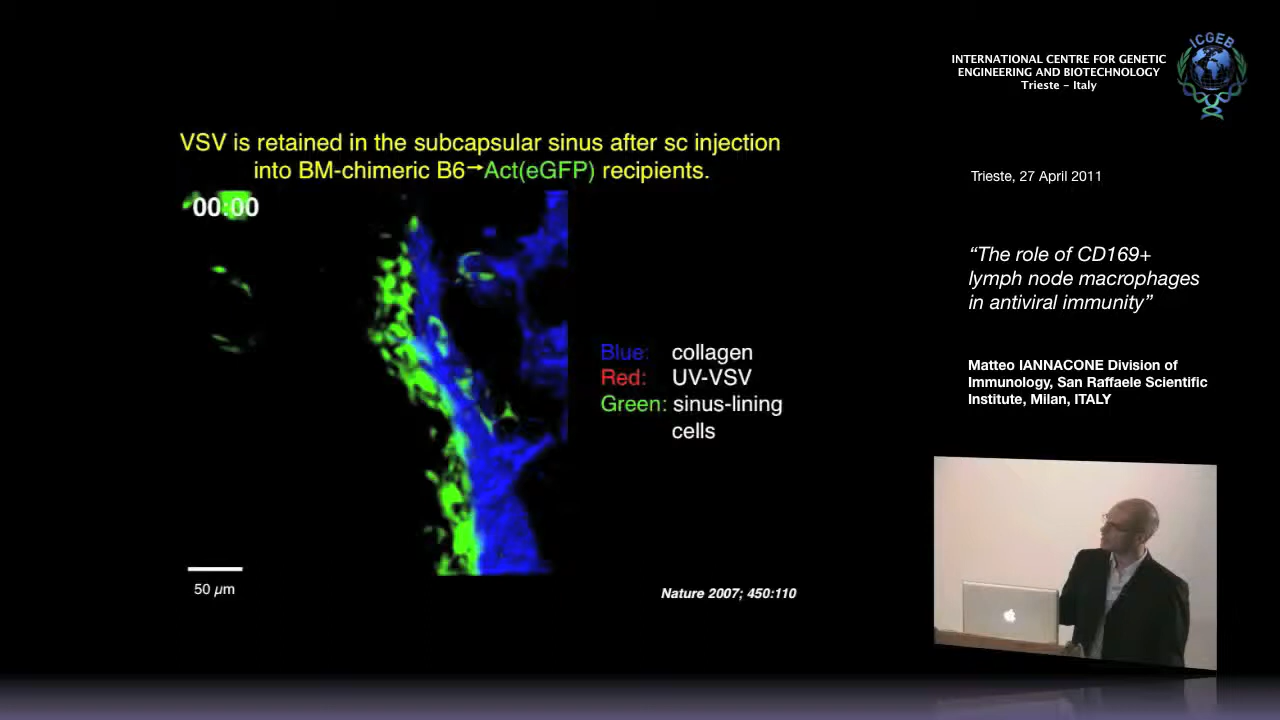 INTERNATIONAL CENTRE FOR GENETIC
ENGINEERING AND BIOTECHNOLOGY
Trieste - Italy
ICGEB
VSV is retained in the subcapsular sinus after sc injection
into BM-chimeric B6→Act(eGFP) recipients.
00:00
Blue: collagen
Red: UV-VSV
Green: sinus-lining
cells
50 µm
Nature 2007; 450:110
Trieste, 27 April 2011
“The role of CD169+
lymph node macrophages
in antiviral immunity”
Matteo IANNACONE Division of
Immunology, San Raffaele Scientific
Institute, Milan, ITALY